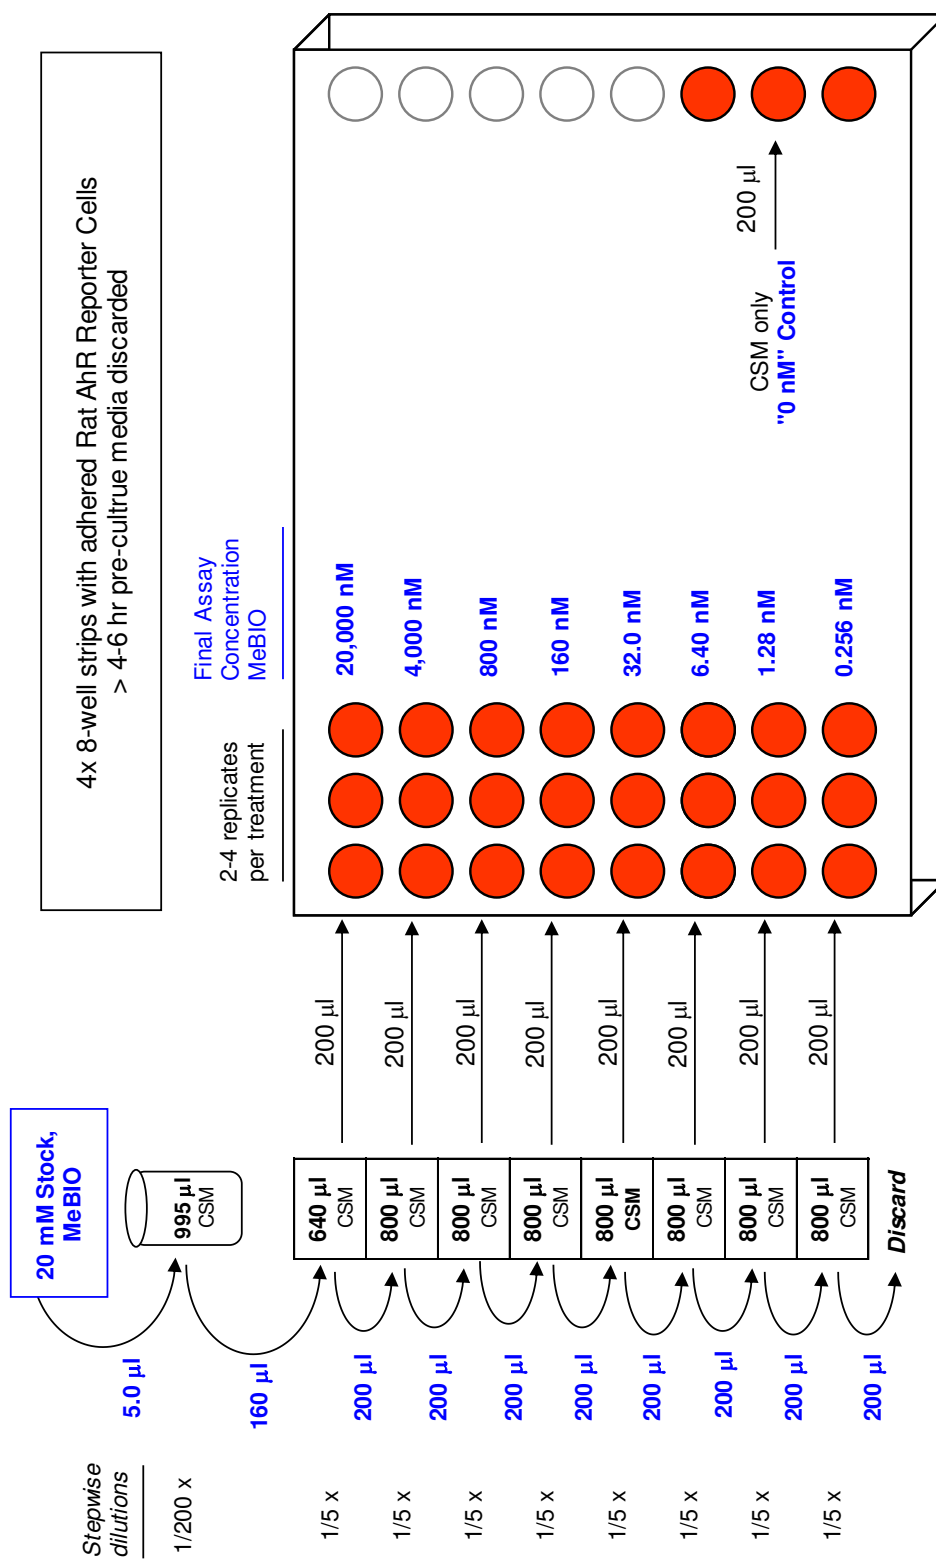 4x 8-well strips with adhered Rat AhR Reporter Cells
> 4-6 hr pre-cultrue media discarded
Stepwise
dilutions
1/200 x
1/5 x
1/5 x
1/5 x
1/5 x
1/5 x
1/5 x
1/5 x
1/5 x
5.0 µl
160 µl
200 µl
200 µl
200 µl
200 µl
200 µl
200 µl
200 µl
200 µl
20 mM Stock,
MeBIO
995 µl
CSM
640 µl
CSM
800 µl
CSM
800 µl
CSM
800 µl
CSM
800 µl
CSM
800 µl
CSM
800 µl
CSM
800 µl
CSM
Discard
200 µl
200 µl
200 µl
200 µl
200 µl
200 µl
200 µl
200 µl
2-4 replicates
per treatment
Final Assay
Concentration
MeBIO
20,000 nM
4,000 nM
800 nM
160 nM
32.0 nM
6.40 nM
1.28 nM
0.256 nM
CSM only
"0 nM" Control
200 µl